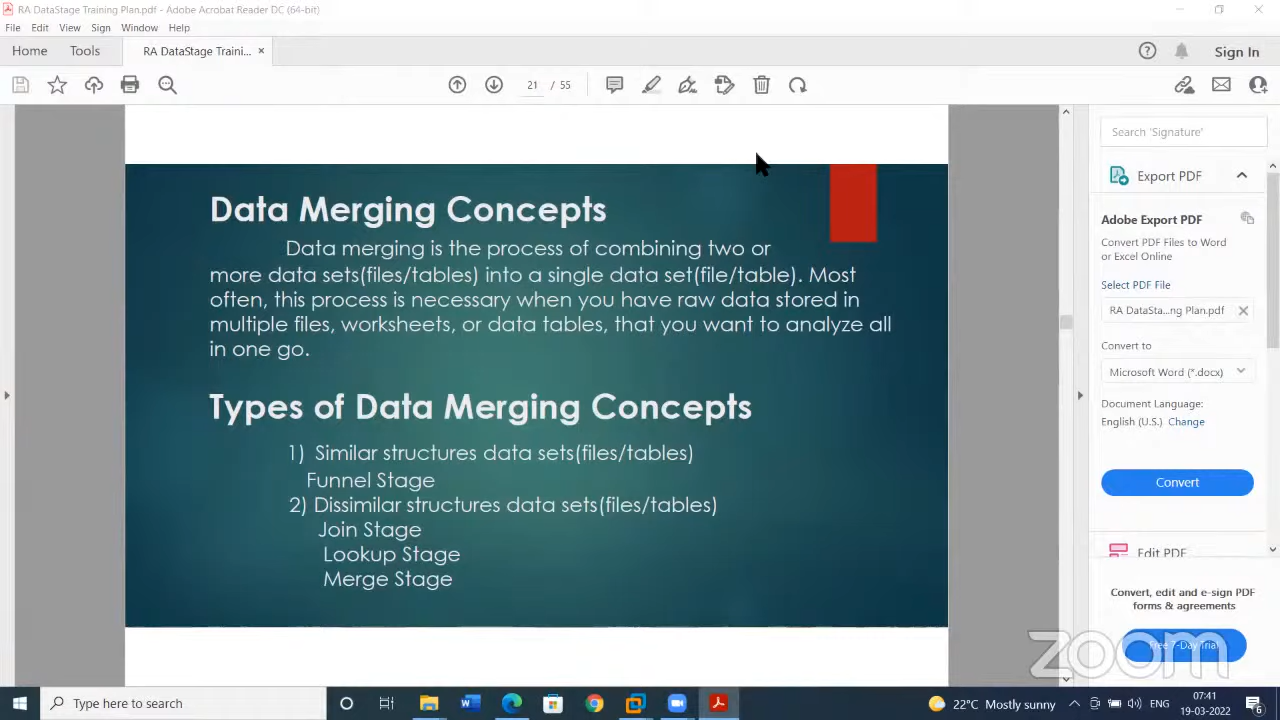 RA DataStage Training Plan.pdf - Adobe Acrobat Reader DC (64-bit)
File Edit View Sign Window Help
Home Tools RA DataStage Traini... ×
Sign In
21 / 55
Data Merging Concepts
Data merging is the process of combining two or
more data sets(files/tables) into a single data set(file/table). Most
often, this process is necessary when you have raw data stored in
multiple files, worksheets, or data tables, that you want to analyze all
in one go.
Types of Data Merging Concepts
1) Similar structures data sets(files/tables)
Funnel Stage
2) Dissimilar structures data sets(files/tables)
Join Stage
Lookup Stage
Merge Stage
Search 'Signature'
Export PDF
Adobe Export PDF
Convert PDF Files to Word
or Excel Online
Select PDF File
RA DataSta...ng Plan.pdf
Convert to
Microsoft Word (*.docx)
Document Language:
English (U.S.) Change
Convert
Edit PDF
Convert, edit and e-sign PDF
forms & agreements
Free 7-Day Trial
zoom
Type here to search
22°C Mostly sunny
ENG
07:41
19-03-2022
6